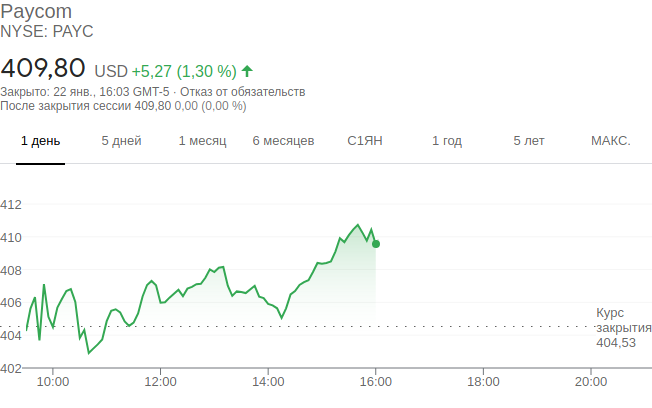 Paycom
NYSE: PAYC
409,80 USD +5,27 (1,30 %)
Закрыто: 22 янв., 16:03 GMT-5 · Отказ от обязательств
После закрытия сессии 409,80 0,00 (0,00 %)
1 день 5 дней 1 месяц 6 месяцев С1ЯН 1 год 5 лет МАКС.
412
410
408
406
404
402
Курс
закрытия
404,53
10:00 12:00 14:00 16:00 18:00 20:00